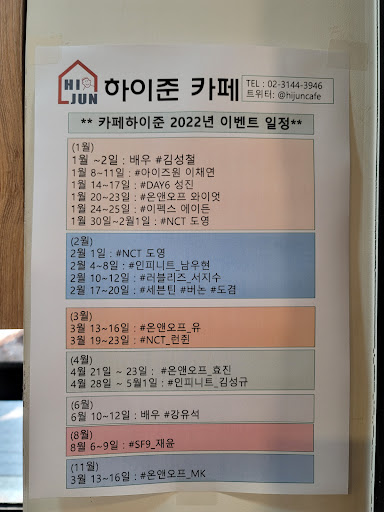 HI
JUN
하이준 카페
TEL : 02-3144-3946
트위터: @hijuncafe
** 카페하이준 2022년 이벤트 일정**
(1월)
1월 ~2일 : 배우 #김성철
1월 8~11일 : #아이즈원 이채연
1월 14~17일 : #DAY6 성진
1월 20~23일 : #온앤오프 와이엇
1월 24~25일 : #이펙스 에이든
1월 30일~2월1일 : #NCT 도영
(2월)
2월 1일 : #NCT 도영
2월 4~8일 : #인피니트_남우현
2월 10~12일 : #러블리즈_서지수
2월 17~20일 : #세븐틴 #버논 #도겸
(3월)
3월 13~16일 : #온앤오프_유
3월 19~23일 : #NCT_런쥔
(4월)
4월 21일 ~ 23일 : #온앤오프_효진
4월 28일 ~ 5월1일 : #인피니트_김성규
(6월)
6월 10~12일 : 배우 #강유석
(8월)
8월 6~9일 : #SF9_재윤
(11월)
3월 13~16일 : #온앤오프_MK